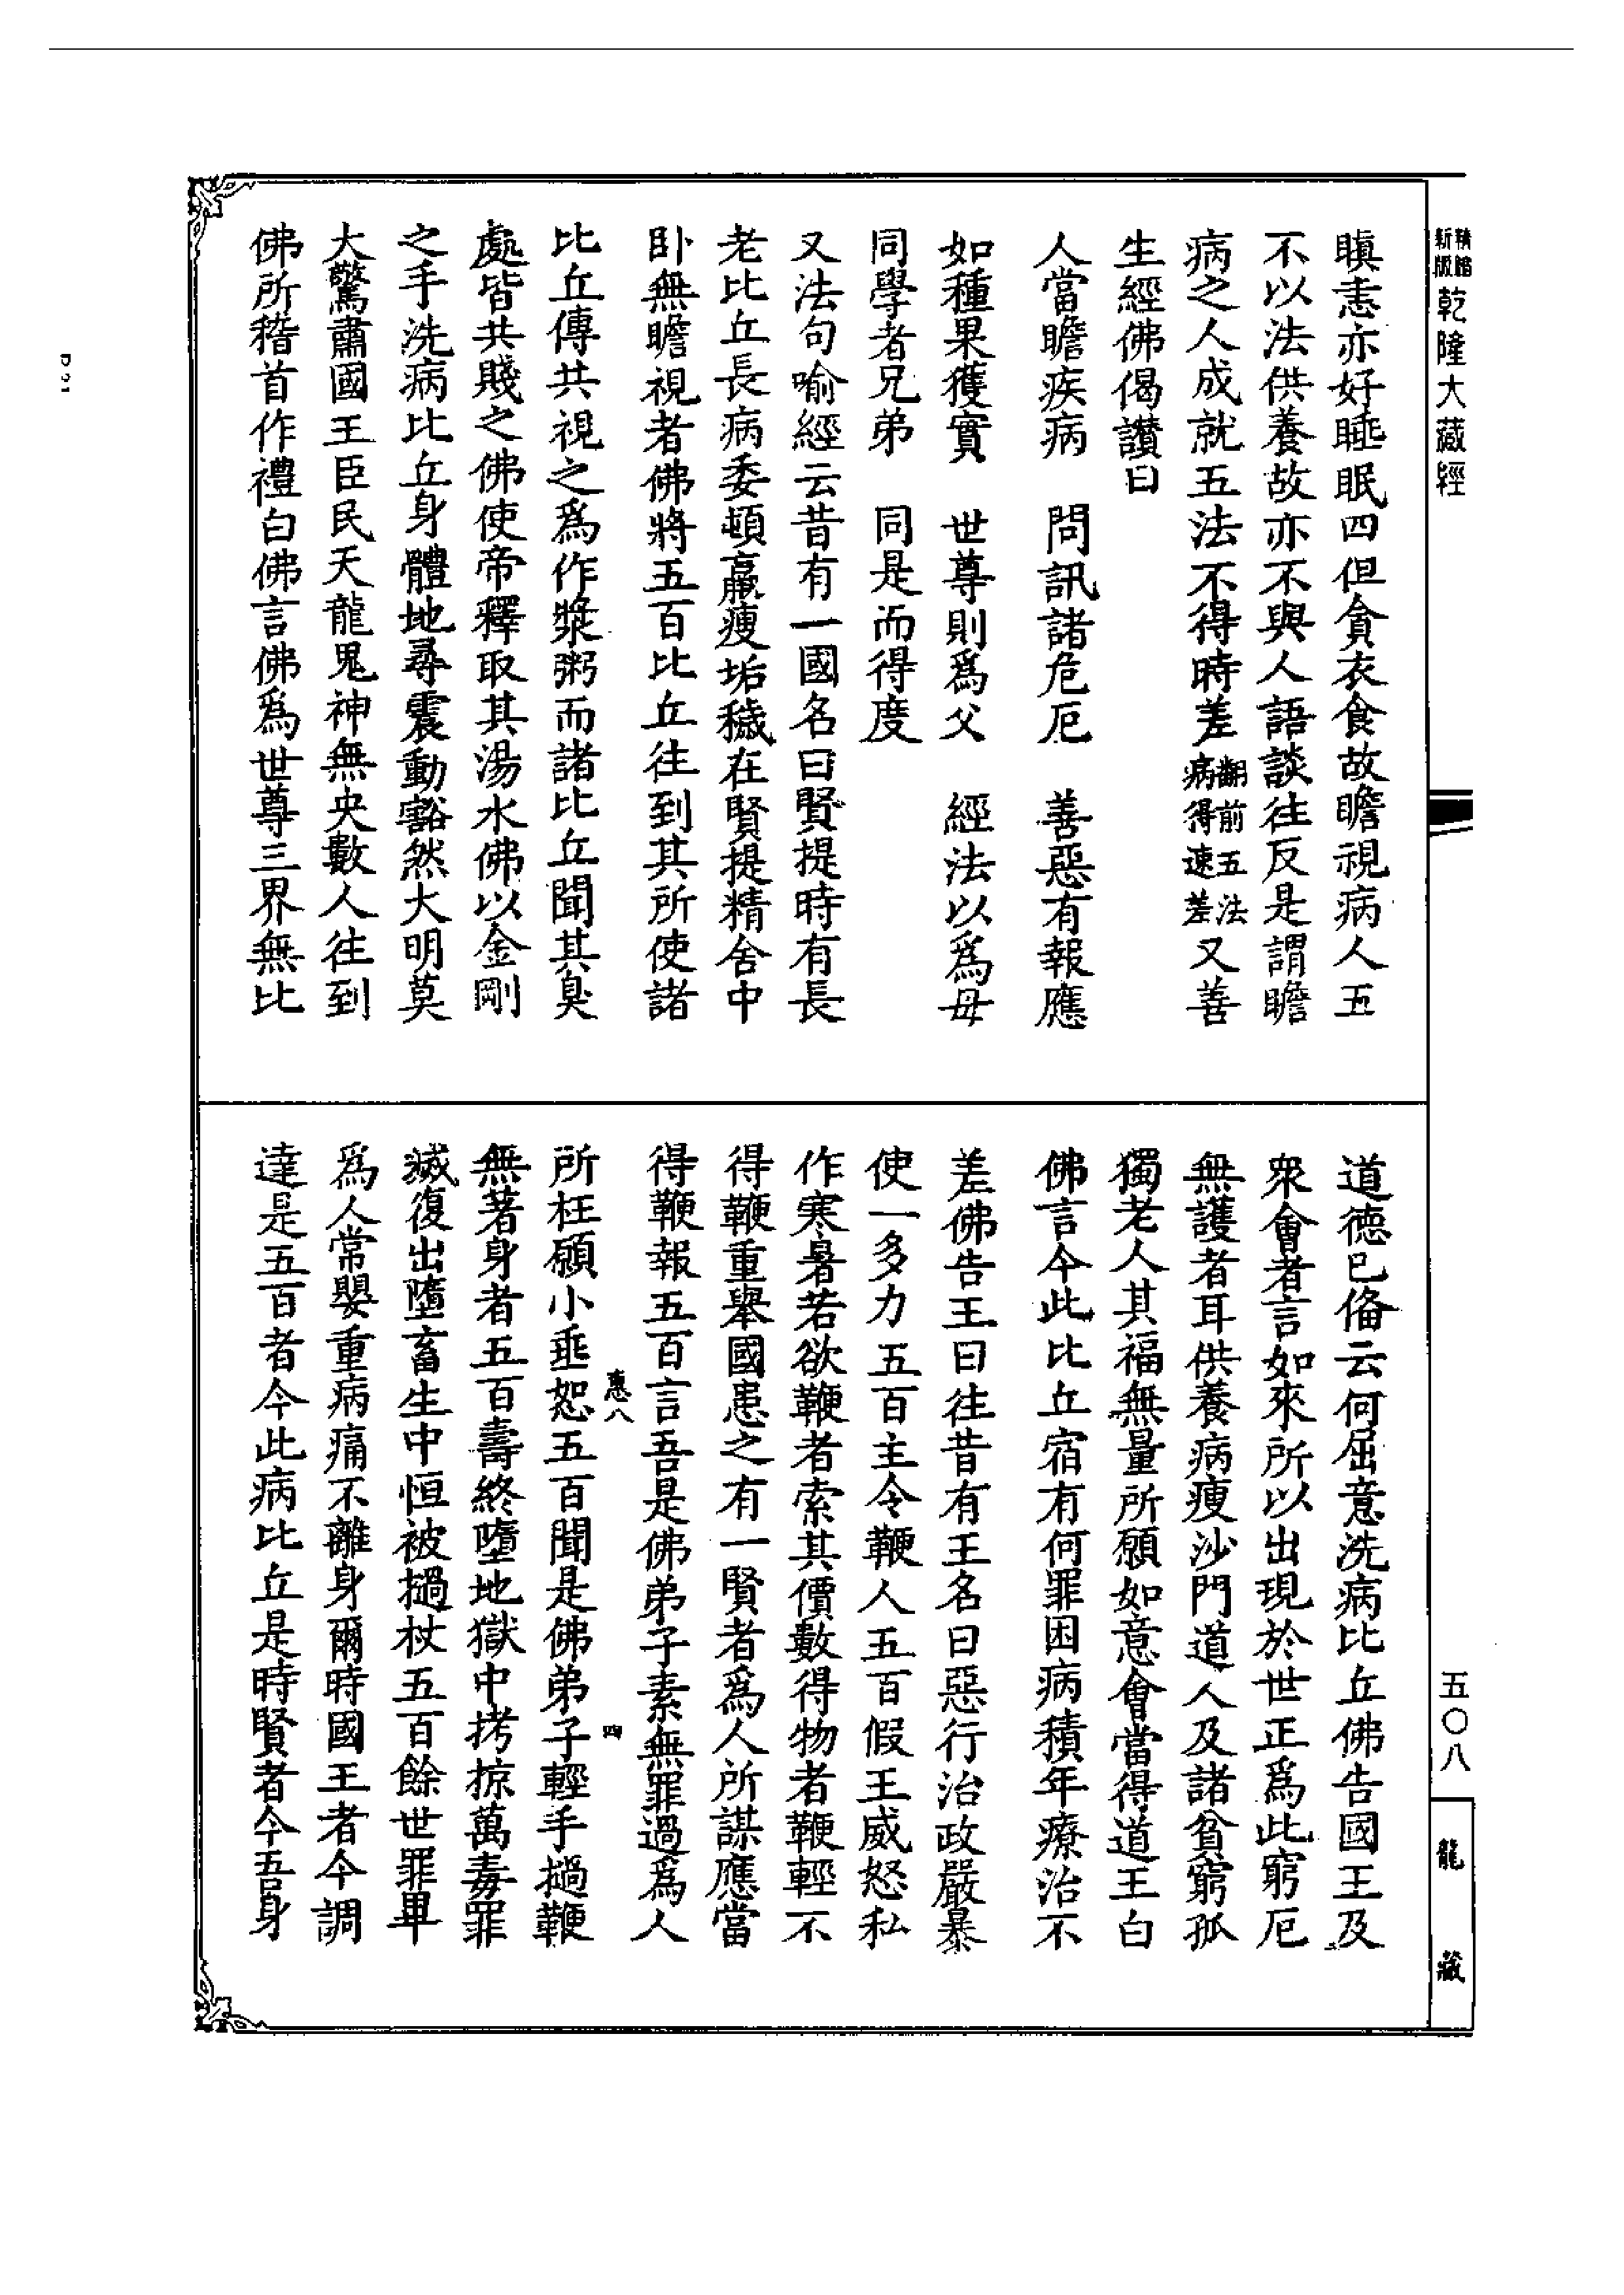 新版
精縮
乾隆大藏經
瞋恚亦好睡眠四但貪衣食故瞻視病人五
不以法供養故亦不與人語談往反是謂瞻
病之人成就五法不得時差翻前五法病得速差又善
生經佛偈讚曰
人當瞻疾病　問訊諸危厄　善惡有報應
如種果獲實　世尊則爲父　經法以爲母
同學者兄弟　同是而得度
又法句喻經云昔有一國名曰賢提時有長
老比丘長病委頓羸瘦垢穢在賢提精舍中
卧無瞻視者佛將五百比丘往到其所使諸
比丘傳共視之爲作漿粥而諸比丘聞其臭
處皆共賤之佛使帝釋取其湯水佛以金剛
之手洗病比丘身體地尋震動豁然大明莫
大驚肅國王臣民天龍鬼神無央數人往到
佛所稽首作禮白佛言佛爲世尊三界無比
道德已俻云何屈意洗病比丘佛告國王及
衆會者言如來所以出現於世正爲此窮厄
無護者耳供養病瘦沙門道人及諸貧窮孤
獨老人其福無量所願如意會當得道王白
佛言今此比丘宿有何罪困病積年療治不
差佛告王曰往昔有王名曰惡行治政嚴暴
使一多力五百主令鞭人五百假王威怒私
作寒暑若欲鞭者索其價數得物者鞭輕不
得鞭重舉國患之有一賢者爲人所謀應當
得鞭報五百言吾是佛弟子素無罪過爲人
所枉願小垂恕五百聞是佛弟子輕手撾鞭
無著身者五百壽終墮地獄中拷掠萬毒罪
滅復出墮畜生中恒被撾杖五百餘世罪畢
爲人常嬰重病痛不離身爾時國王者今調
達是五百者今此病比丘是時賢者今吾身
惠八
四
五〇八
龍藏